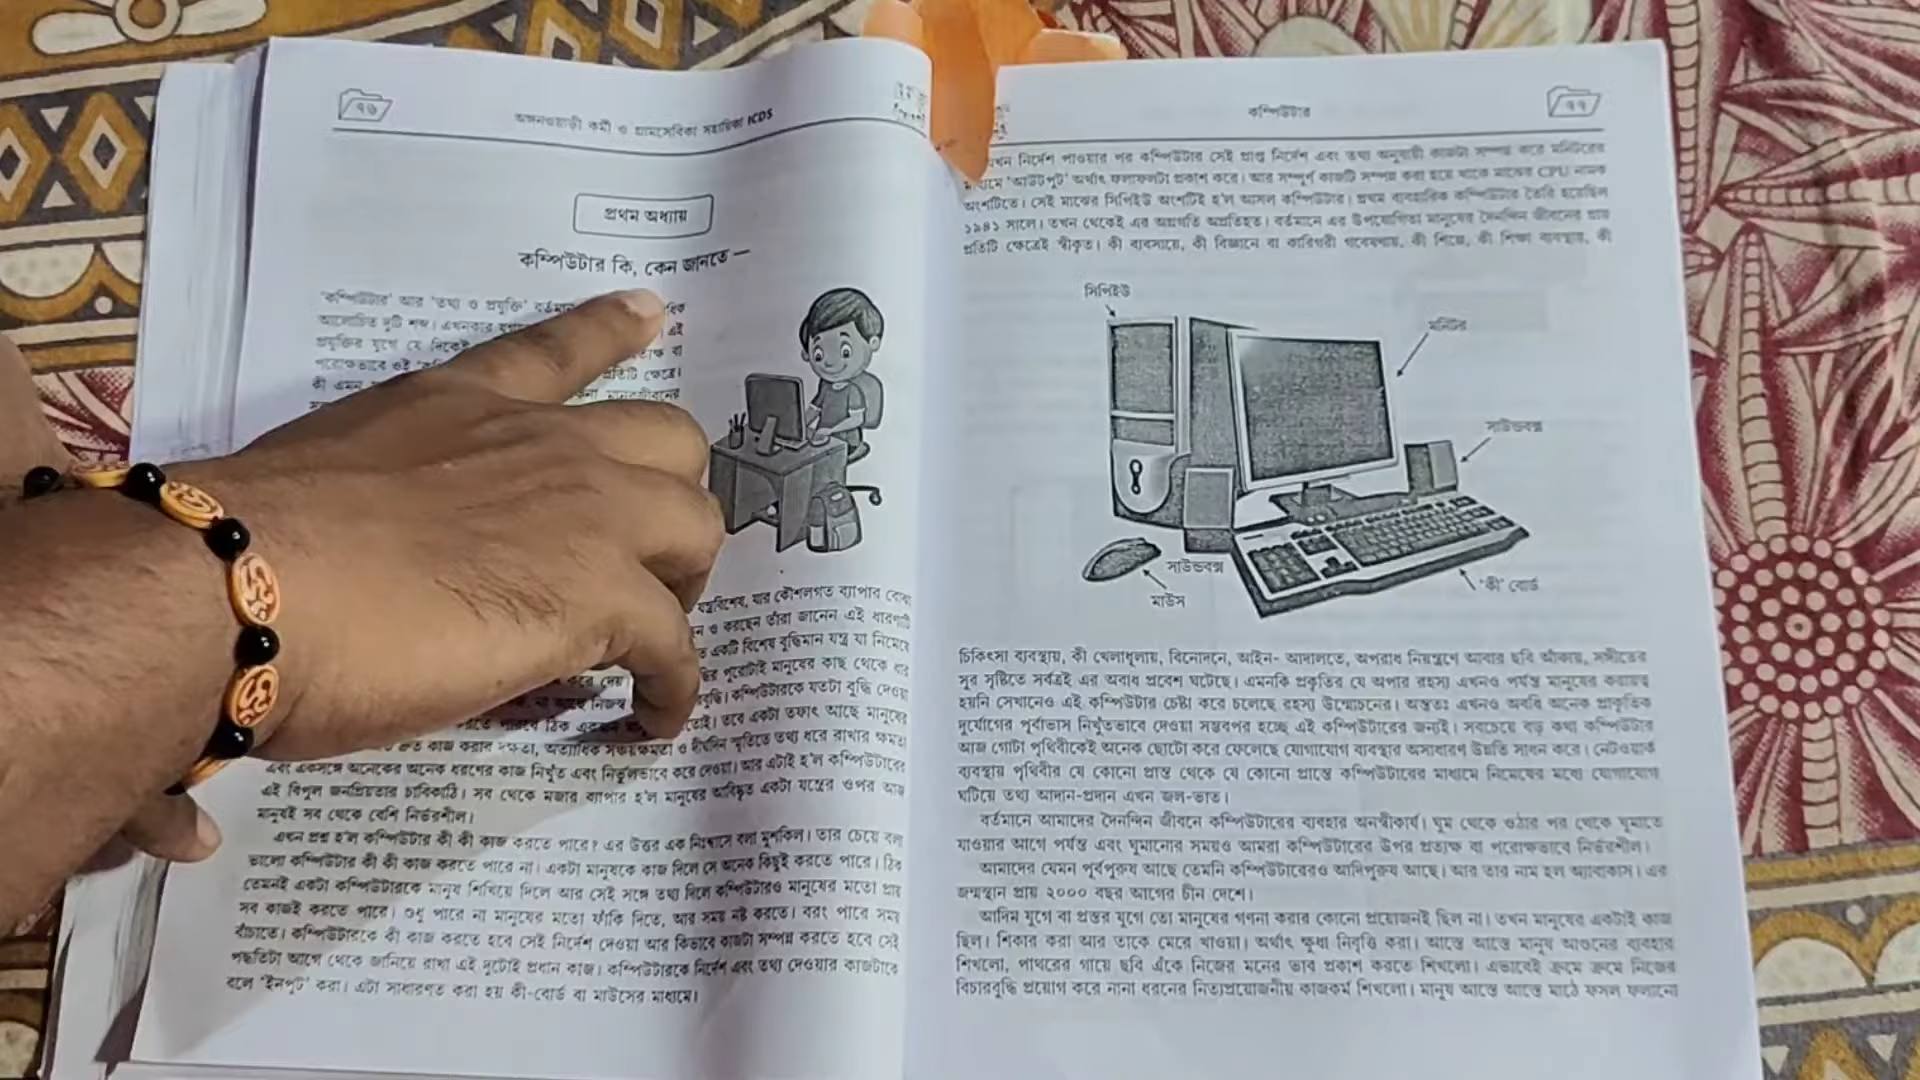 ৭৬
অঙ্গনওয়াড়ী কর্মী ও গ্রামসেবিকা সহায়িকা ICDS
প্রথম অধ্যায়
কম্পিউটার কি, কেন জানতে —
'কম্পিউটার' আর 'তথ্য ও প্রযুক্তি' বর্তমান
আলোচিত দুটি শব্দ। এখনকার এই
প্রযুক্তির যুগে যে দিকেই বা
পরোক্ষভাবে ওই প্রতিটি ক্ষেত্রে।
কী এমন
যন্ত্রবিশেষ, যার কৌশলগত ব্যাপার বোঝা
ন ও করছেন তাঁরা জানেন এই ধারণাটি
ত একটি বিশেষ বুদ্ধিমান যন্ত্র যা নিমেষে
দ্ধির পুরোটাই মানুষের কাছ থেকে ধার
করে দেয় বুদ্ধি। কম্পিউটারকে যতটা বুদ্ধি দেওয়া
না আছে নিজস্ব তোই। তবে একটা তফাৎ আছে মানুষের
রতে পারবে ঠিক
দ্রুত কাজ করার দক্ষতা, অত্যাধিক সঞ্চয়ক্ষমতা ও দীর্ঘদিন স্মৃতিতে তথ্য ধরে রাখার ক্ষমতা
এবং একসঙ্গে অনেকের অনেক ধরণের কাজ নিখুঁত এবং নির্ভুলভাবে করে দেওয়া। আর এটাই হ'ল কম্পিউটারের
এই বিপুল জনপ্রিয়তার চাবিকাঠি। সব থেকে মজার ব্যাপার হ'ল মানুষের আবিষ্কৃত একটা যন্ত্রের ওপর আজ
মানুষই সব থেকে বেশি নির্ভরশীল।
এখন প্রশ্ন হ'ল কম্পিউটার কী কী কাজ করতে পারে? এর উত্তর এক নিঃশ্বাসে বলা মুশকিল। তার চেয়ে বলা
ভালো কম্পিউটার কী কী কাজ করতে পারে না। একটা মানুষকে কাজ দিলে সে অনেক কিছুই করতে পারে। ঠিক
তেমনই একটা কম্পিউটারকে মানুষ শিখিয়ে দিলে আর সেই সঙ্গে তথ্য দিলে কম্পিউটারও মানুষের মতো প্রায়
সব কাজই করতে পারে। শুধু পারে না মানুষের মতো ফাঁকি দিতে, আর সময় নষ্ট করতে। বরং পারে সময়
বাঁচাতে। কম্পিউটারকে কী কাজ করতে হবে সেই নির্দেশ দেওয়া আর কিভাবে কাজটা সম্পন্ন করতে হবে সেই
পদ্ধতিটা আগে থেকে জানিয়ে রাখা এই দুটোই প্রধান কাজ। কম্পিউটারকে নির্দেশ এবং তথ্য দেওয়ার কাজটাকে
বলে 'ইনপুট' করা। এটা সাধারণত করা হয় কী-বোর্ড বা মাউসের মাধ্যমে।
কম্পিউটার
৭৭
যখন নির্দেশ পাওয়ার পর কম্পিউটার সেই প্রাপ্ত নির্দেশ এবং তথ্য অনুযায়ী কাজটা সম্পন্ন করে মনিটরের
মাধ্যমে 'আউটপুট' অর্থাৎ ফলাফলটা প্রকাশ করে। আর সম্পূর্ণ কাজটি সম্পন্ন করা হয়ে থাকে মাঝের CPU নামক
অংশটিতে। সেই মাঝের সিপিইউ অংশটিই হ'ল আসল কম্পিউটার। প্রথম ব্যবহারিক কম্পিউটার তৈরি হয়েছিল
১৯৪১ সালে। তখন থেকেই এর অগ্রগতি অপ্রতিহত। বর্তমানে এর উপযোগিতা মানুষের দৈনন্দিন জীবনের প্রায়
প্রতিটি ক্ষেত্রেই স্বীকৃত। কী ব্যবসায়ে, কী বিজ্ঞানে বা কারিগরী গবেষণায়, কী শিল্পে, কী শিক্ষা ব্যবস্থায়, কী
সিপিইউ
মনিটর
সাউন্ডবক্স
সাউন্ডবক্স
'কী' বোর্ড
মাউস
চিকিৎসা ব্যবস্থায়, কী খেলাধূলায়, বিনোদনে, আইন- আদালতে, অপরাধ নিয়ন্ত্রণে আবার ছবি আঁকায়, সঙ্গীতের
সুর সৃষ্টিতে সর্বত্রই এর অবাধ প্রবেশ ঘটেছে। এমনকি প্রকৃতির যে অপার রহস্য এখনও পর্যন্ত মানুষের করায়ত্ব
হয়নি সেখানেও এই কম্পিউটার চেষ্টা করে চলেছে রহস্য উন্মোচনের। অন্ততঃ এখনও অবধি অনেক প্রাকৃতিক
দুর্যোগের পূর্বাভাস নিখুঁতভাবে দেওয়া সম্ভবপর হচ্ছে এই কম্পিউটারের জন্যই। সবচেয়ে বড় কথা কম্পিউটার
আজ গোটা পৃথিবীকেই অনেক ছোটো করে ফেলেছে যোগাযোগ ব্যবস্থার অসাধারণ উন্নতি সাধন করে। নেটওয়ার্ক
ব্যবস্থায় পৃথিবীর যে কোনো প্রান্ত থেকে যে কোনো প্রান্তে কম্পিউটারের মাধ্যমে নিমেষের মধ্যে যোগাযোগ
ঘটিয়ে তথ্য আদান-প্রদান এখন জল-ভাত।
বর্তমানে আমাদের দৈনন্দিন জীবনে কম্পিউটারের ব্যবহার অনস্বীকার্য। ঘুম থেকে ওঠার পর থেকে ঘুমাতে
যাওয়ার আগে পর্যন্ত এবং ঘুমানোর সময়ও আমরা কম্পিউটারের উপর প্রত্যক্ষ বা পরোক্ষভাবে নির্ভরশীল।
আমাদের যেমন পূর্বপুরুষ আছে তেমনি কম্পিউটারেরও আদিপুরুষ আছে। আর তার নাম হল অ্যাবাকাস। এর
জন্মস্থান প্রায় ২০০০ বছর আগের চীন দেশে।
আদিম যুগে বা প্রস্তর যুগে তো মানুষের গণনা করার কোনো প্রয়োজনই ছিল না। তখন মানুষের একটাই কাজ
ছিল। শিকার করা আর তাকে মেরে খাওয়া। অর্থাৎ ক্ষুধা নিবৃত্তি করা। আস্তে আস্তে মানুষ আগুনের ব্যবহার
শিখলো, পাথরের গায়ে ছবি এঁকে নিজের মনের ভাব প্রকাশ করতে শিখলো। এভাবেই ক্রমে ক্রমে নিজের
বিচারবুদ্ধি প্রয়োগ করে নানা ধরনের নিত্যপ্রয়োজনীয় কাজকর্ম শিখলো। মানুষ আস্তে আস্তে মাঠে ফসল ফলানো